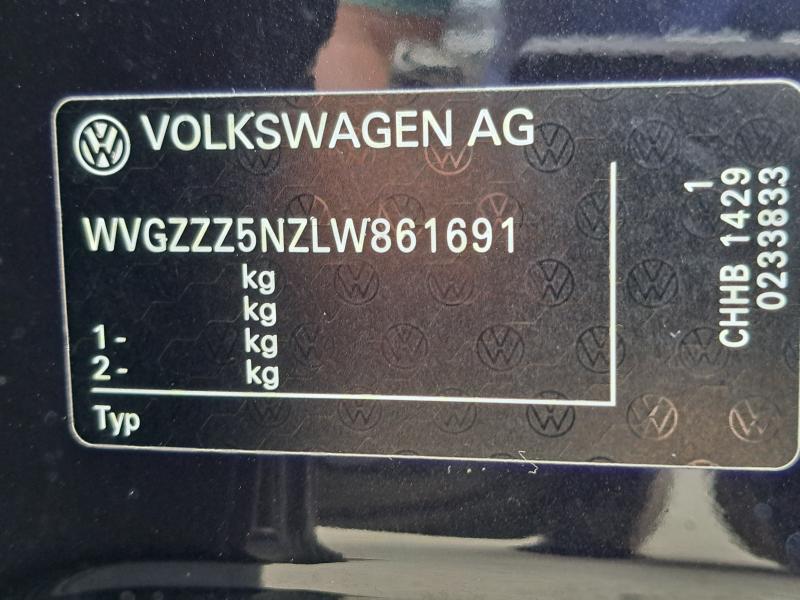 VOLKSWAGEN AG
WVGZZZ5NZLW861691
kg
kg
1- kg
2- kg
Typ
1
CHHB 1429
0233833